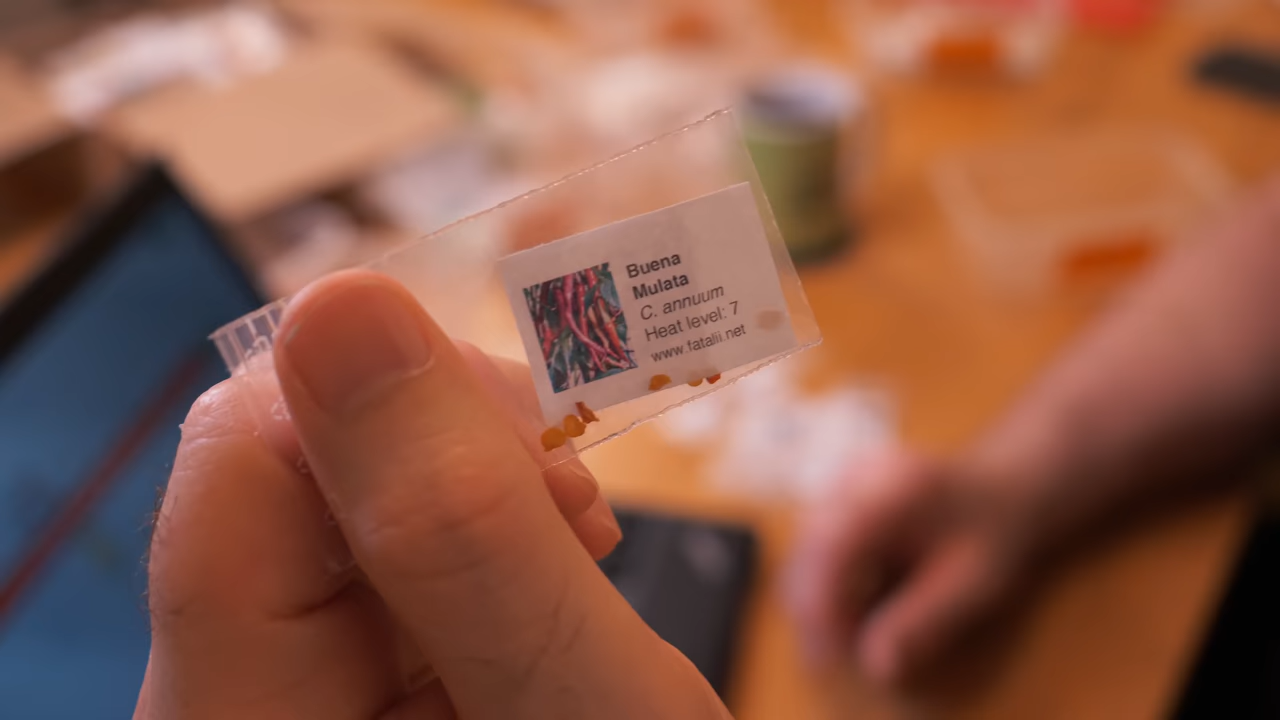 Buena
Mulata
C. annuum
Heat level: 7
www.fatalii.net